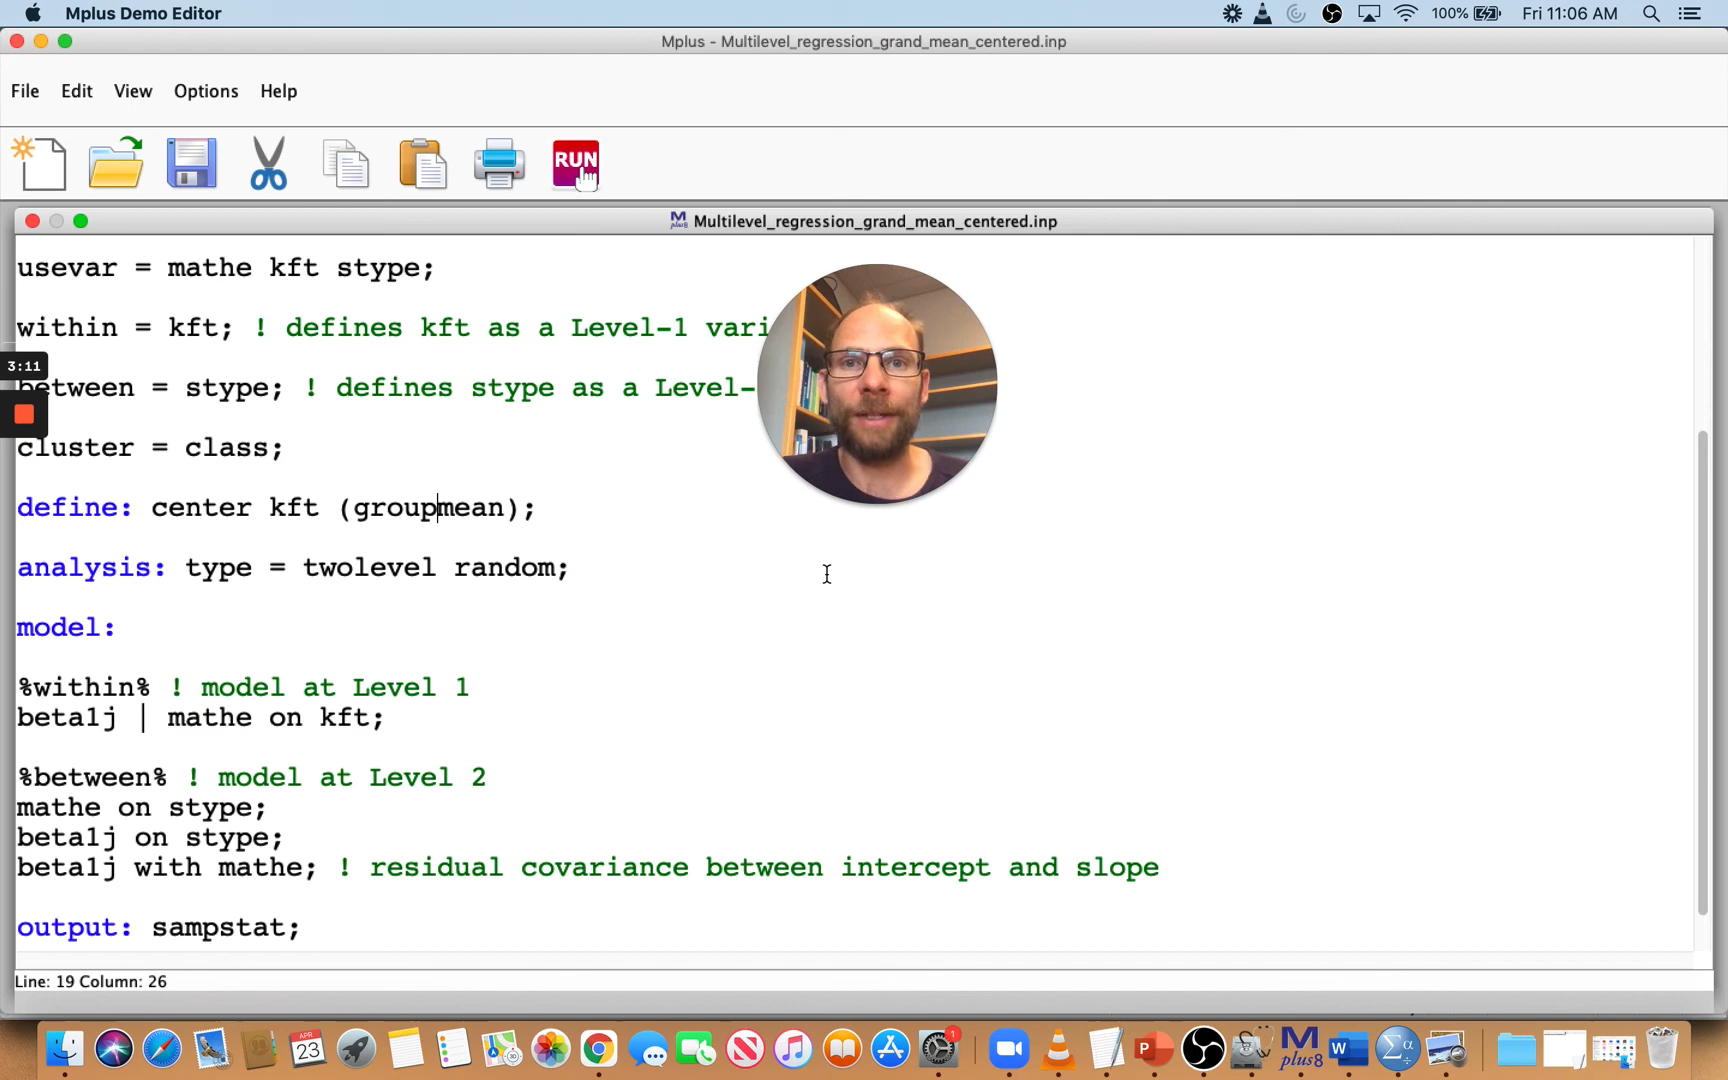 Mplus Demo Editor
100%
Fri 11:06 AM
Mplus - Multilevel_regression_grand_mean_centered.inp
File Edit View Options Help
RUN
Multilevel_regression_grand_mean_centered.inp
usevar = mathe kft stype;
within = kft; ! defines kft as a Level-1 vari
3:11
between = stype; ! defines stype as a Level-
cluster = class;
define: center kft (groupmean);
analysis: type = twolevel random;
model:
%within% ! model at Level 1
beta1j | mathe on kft;
%between% ! model at Level 2
mathe on stype;
beta1j on stype;
beta1j with mathe; ! residual covariance between intercept and slope
output: sampstat;
Line: 19 Column: 26
APR
23
1
M
plus8